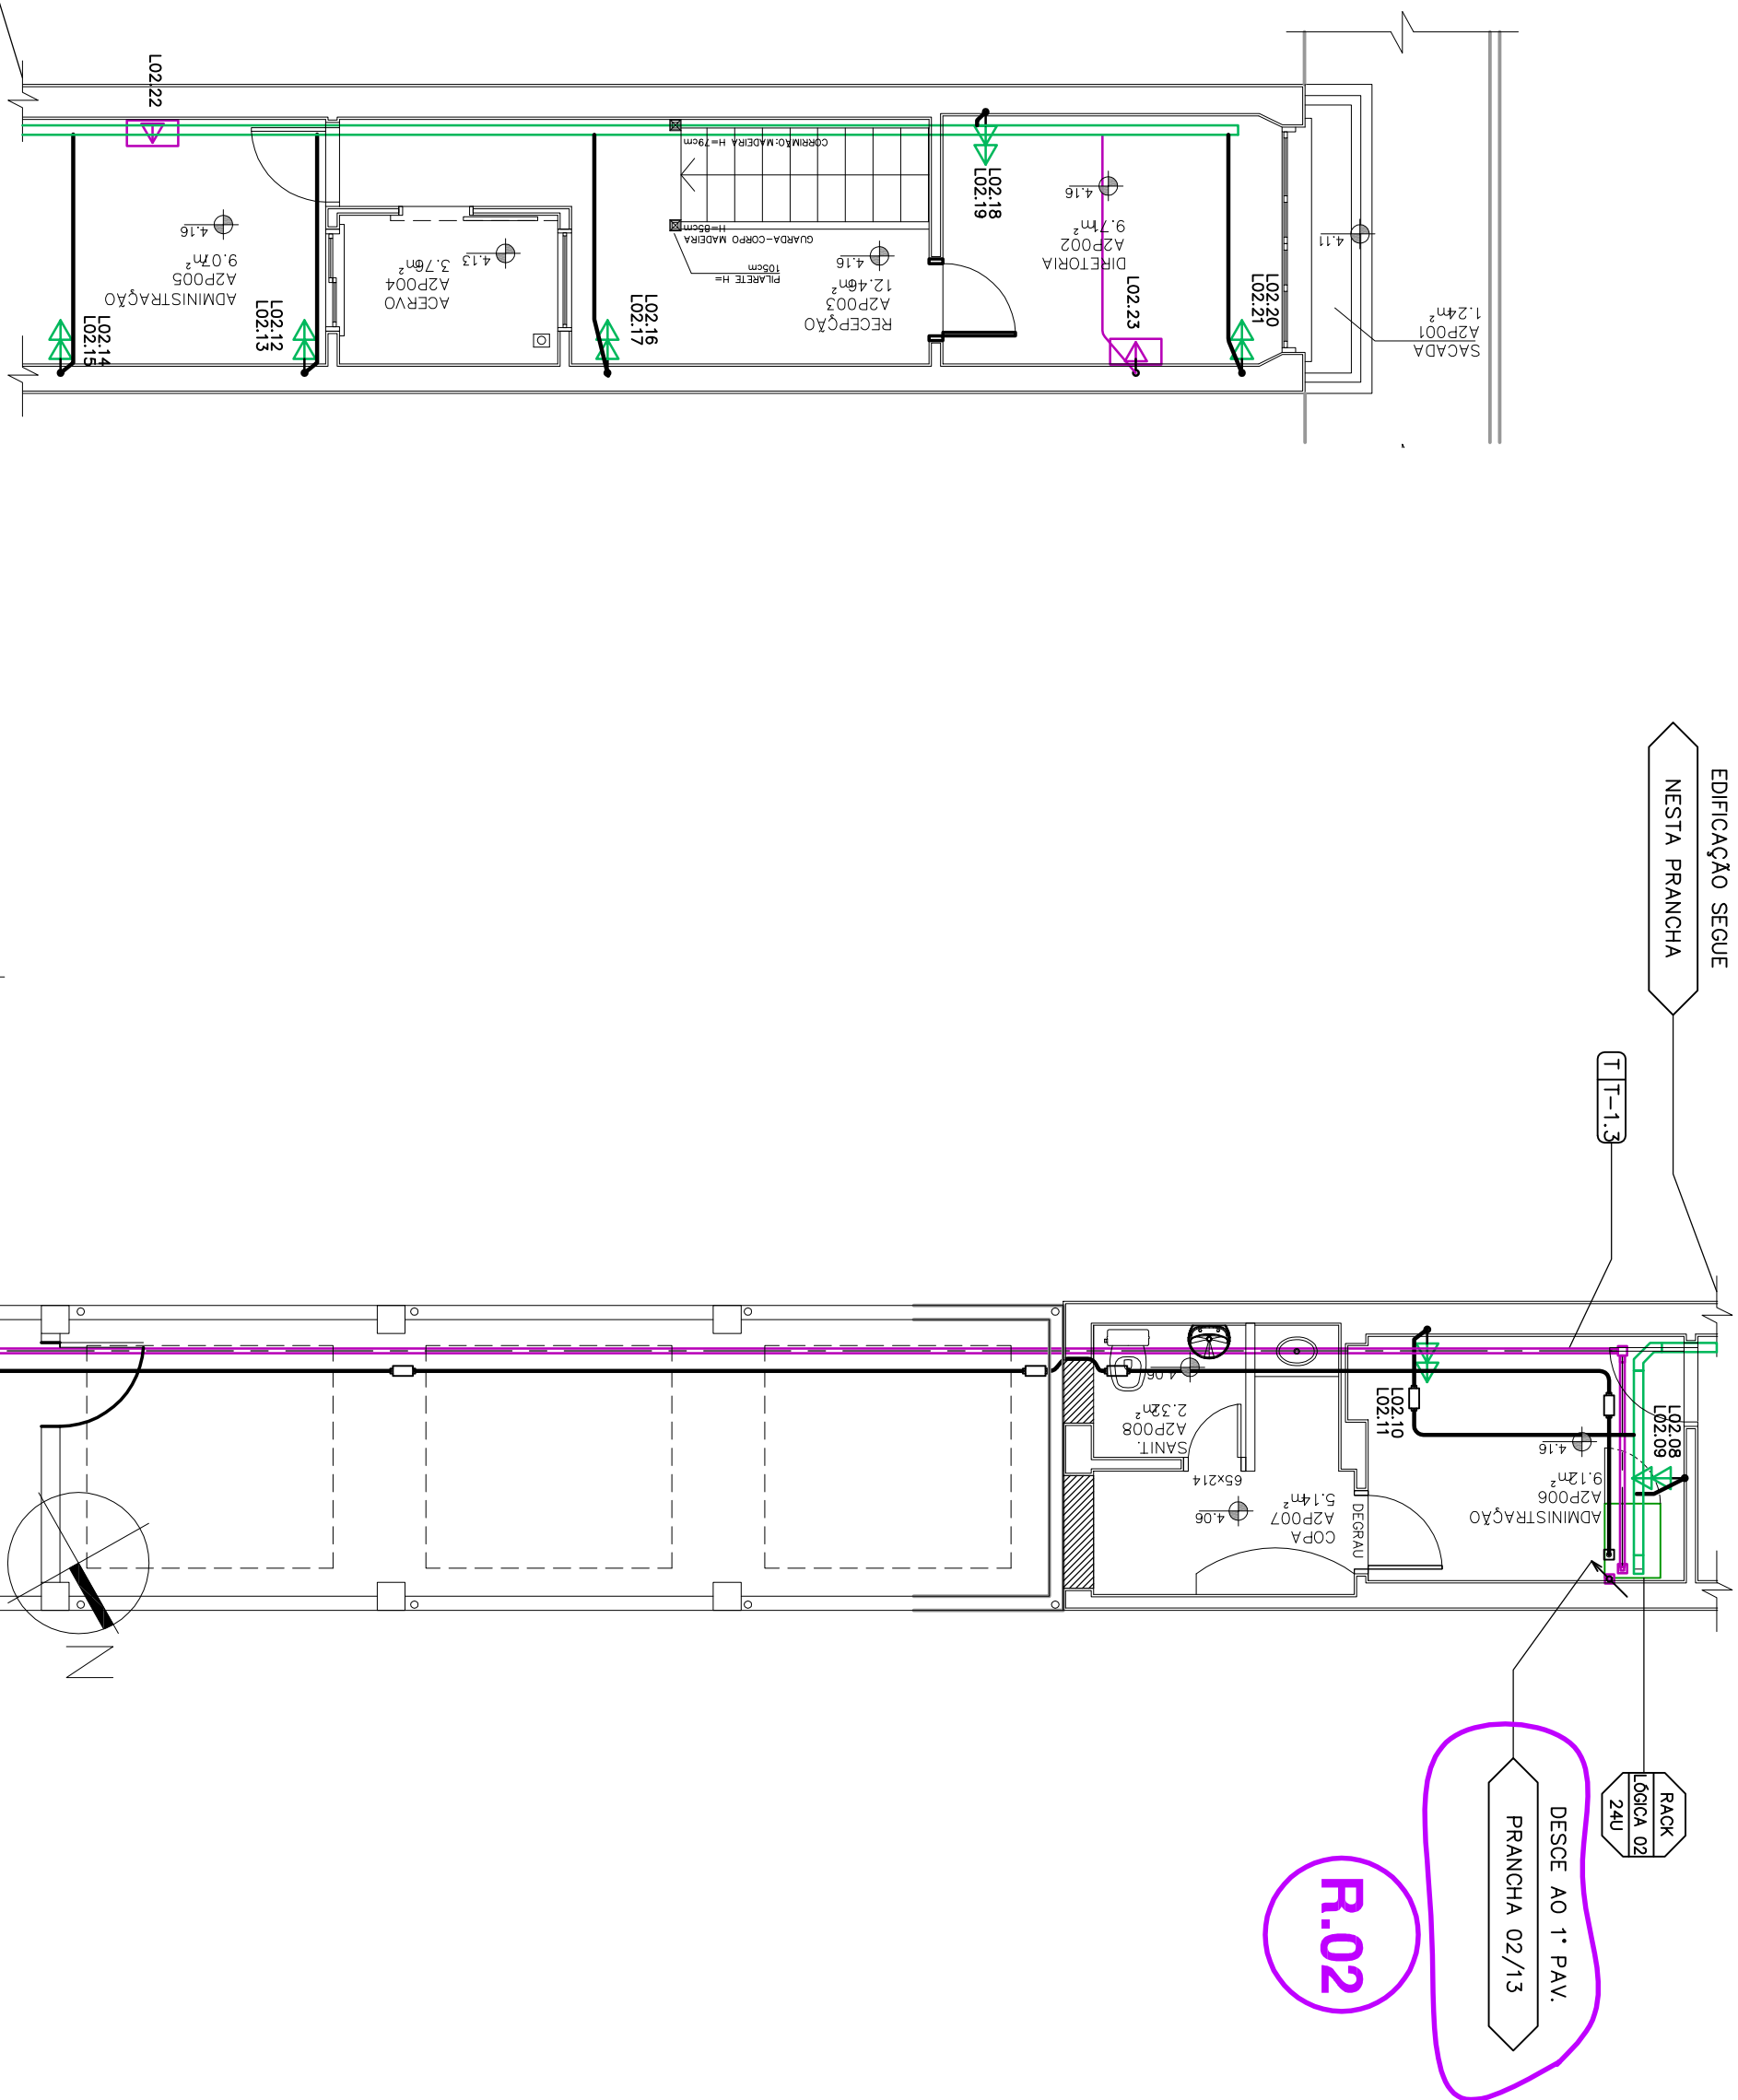 L02.22
CORRIMÃO: MADEIRA H=79cm
GUARDA-CORPO MADEIRA
H=85cm
PILARETE H=
105cm
L02.18
L02.19
4.16
DIRETORIA
A2P002
9.71m²
4.11
SACADA
A2P001
1.24m²
L02.20
L02.21
L02.23
4.16
RECEPÇÃO
A2P003
12.46m²
L02.16
L02.17
4.13
ACERVO
A2P004
3.76m²
4.16
ADMINISTRAÇÃO
A2P005
9.07m²
L02.12
L02.13
L02.14
L02.15
EDIFICAÇÃO SEGUE
NESTA PRANCHA
T T-1.3
4.06
SANIT.
A2P008
2.32m²
65x214
4.06
COPA
A2P007
5.14m²
DEGRAU
L02.10
L02.11
4.16
ADMINISTRAÇÃO
A2P006
9.12m²
L02.08
L02.09
N
RACK
LÓGICA 02
24U
DESCE AO 1° PAV.
PRANCHA 02/13
R.02